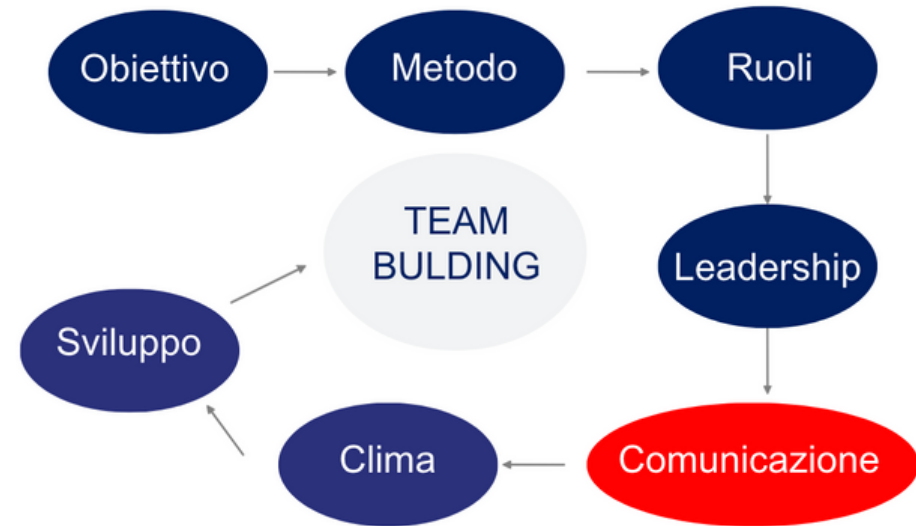 Obiettivo
Metodo
Ruoli
TEAM
BULDING
Leadership
Sviluppo
Clima
Comunicazione